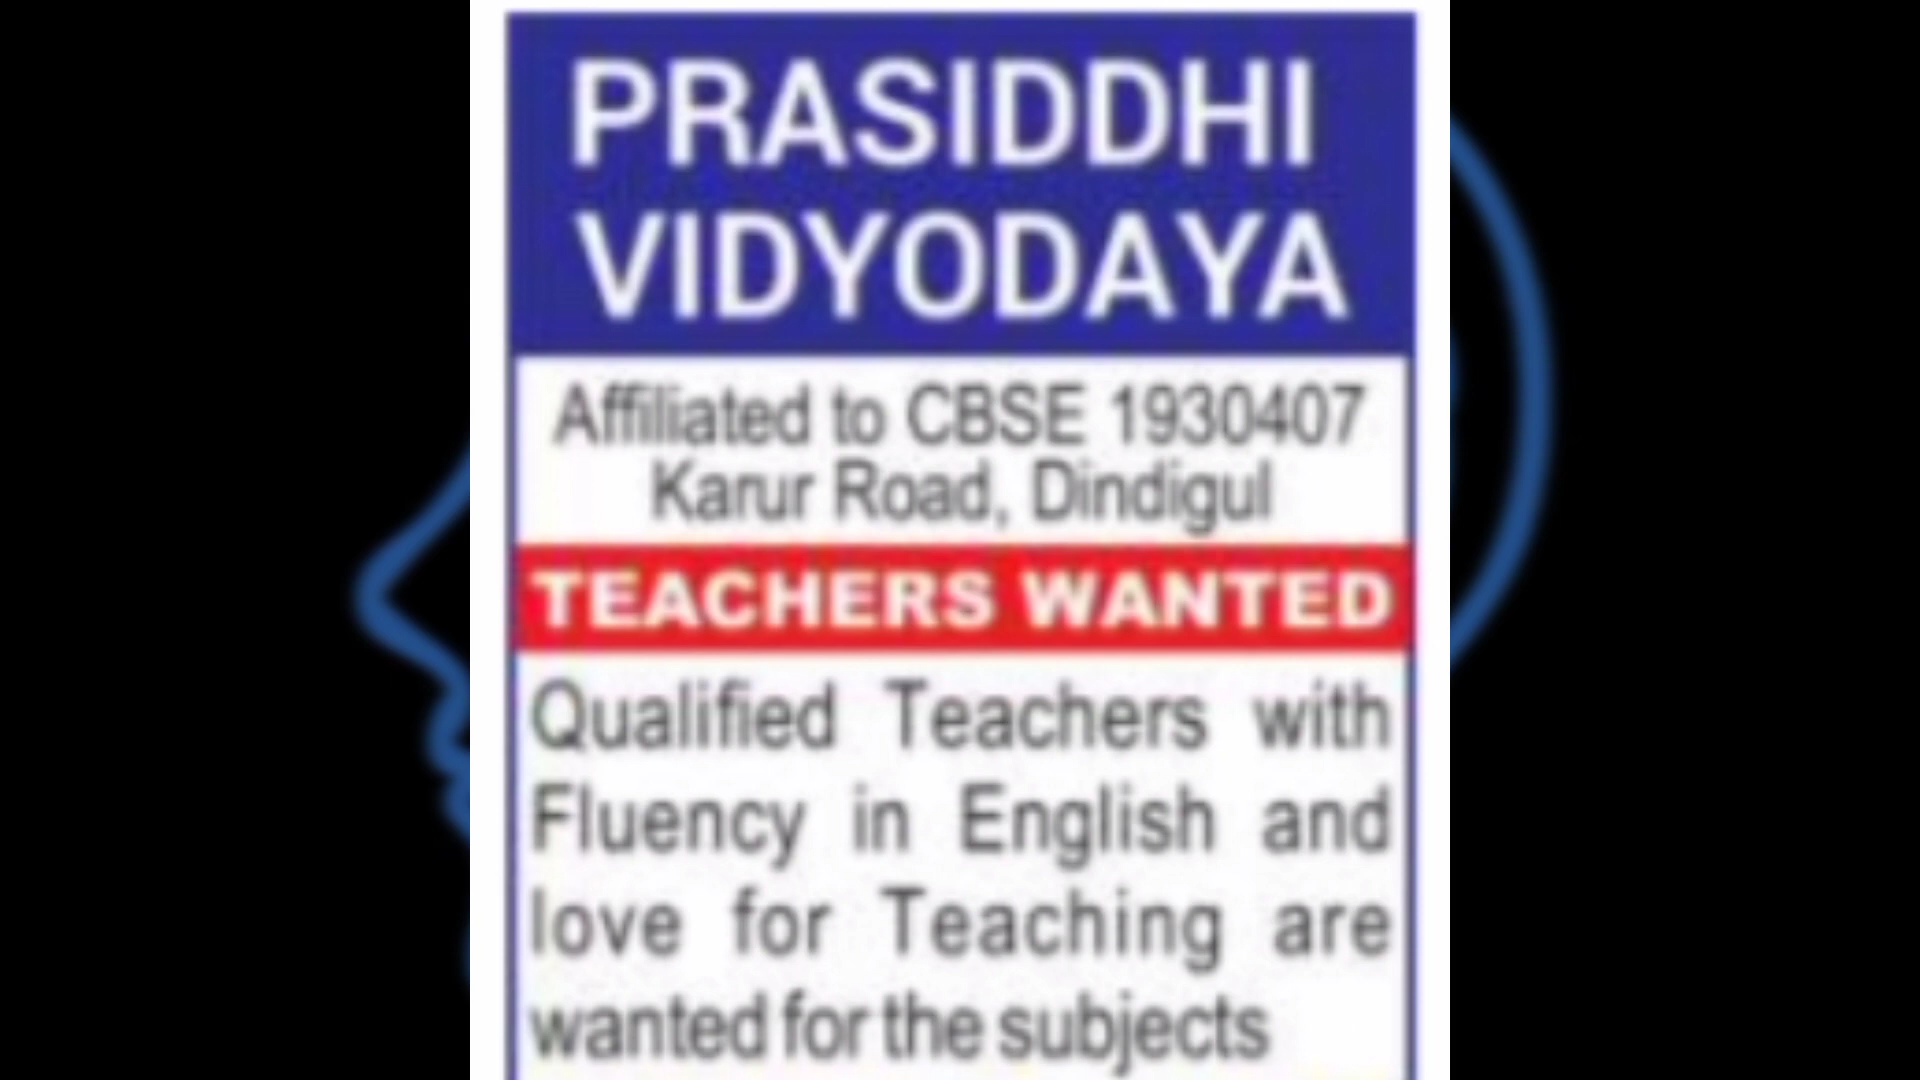 PRASIDDHI
VIDYODAYA
Affiliated to CBSE 1930407
Karur Road, Dindigul
TEACHERS WANTED
Qualified Teachers with
Fluency in English and
love for Teaching are
wanted for the subjects